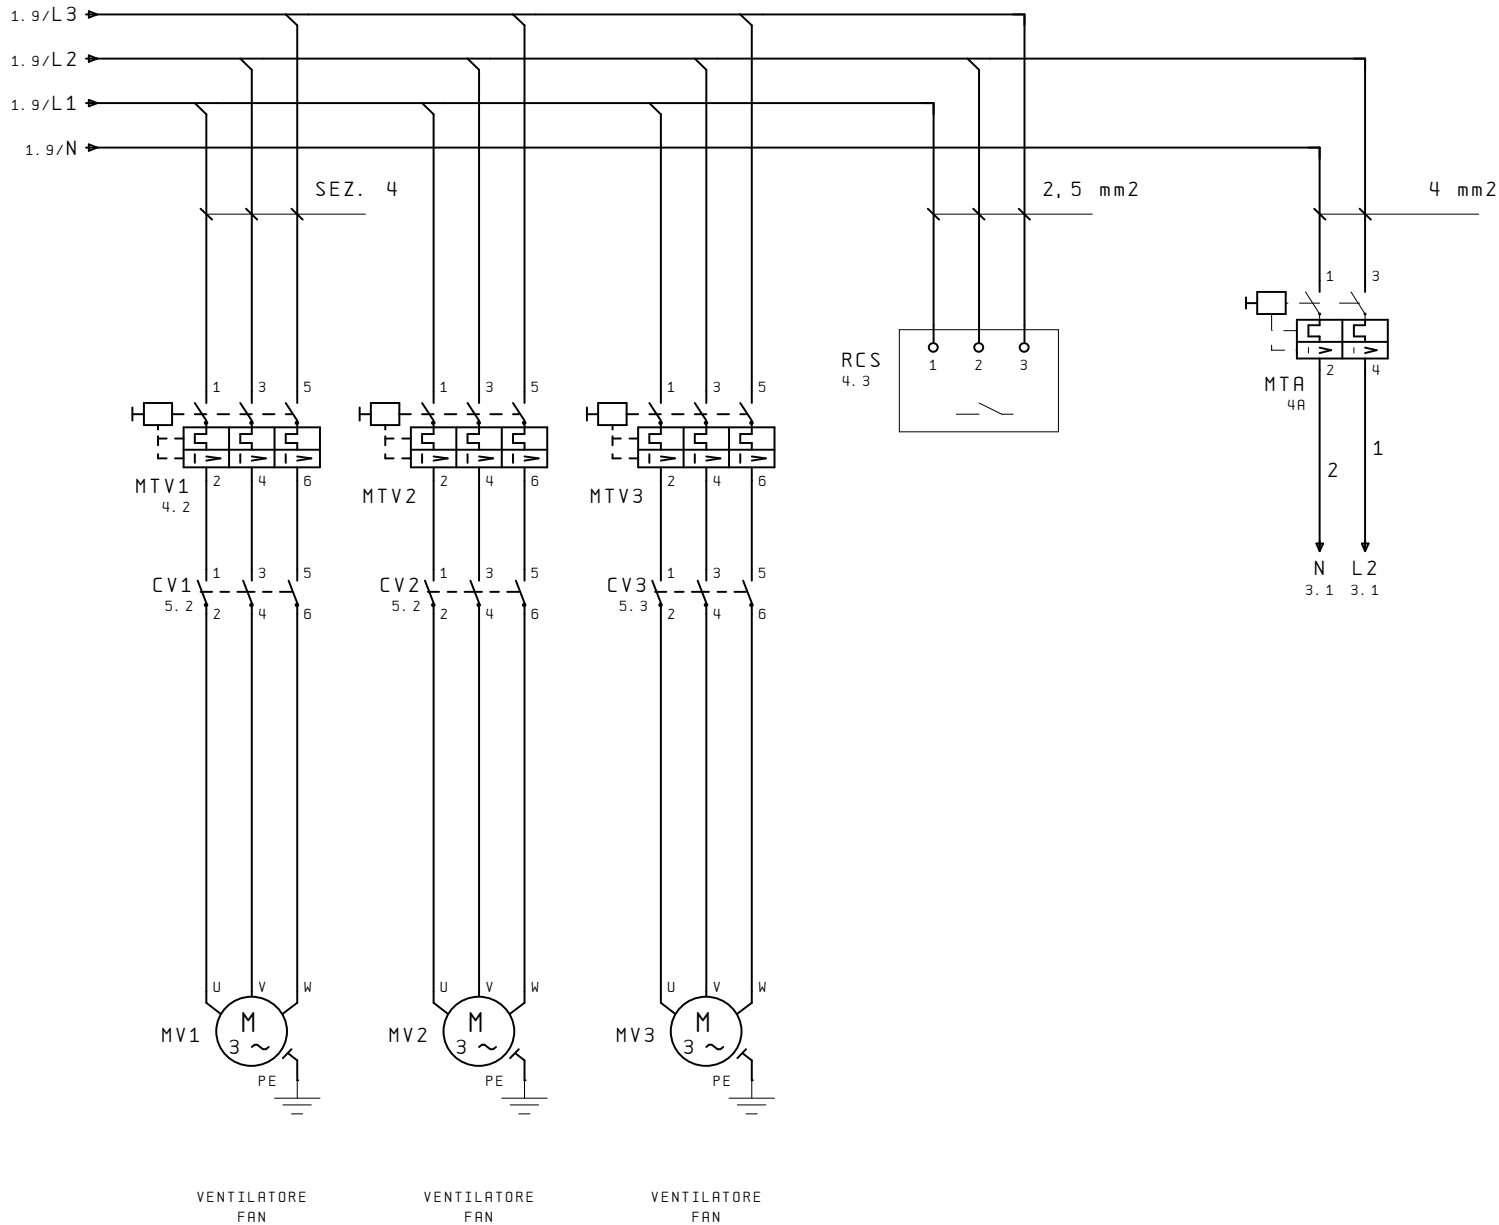 1.9/L3
1.9/L2
1.9/L1
1.9/N
SEZ. 4
2,5 mm2
4 mm2
1 3
RCS
4.3
1 2 3
MTA
4A
2 4
1 3 5
1 3 5
1 3 5
MTV1
4.2
2 4 6
MTV2
2 4 6
MTV3
2 4 6
2
1
N L2
3.1 3.1
CV1
5.2
1 3 5
2 4 6
CV2
5.2
1 3 5
2 4 6
CV3
5.3
1 3 5
2 4 6
U V W
U V W
U V W
MV1
M
3 ~
PE
MV2
M
3 ~
PE
MV3
M
3 ~
PE
VENTILATORE
FAN
VENTILATORE
FAN
VENTILATORE
FAN